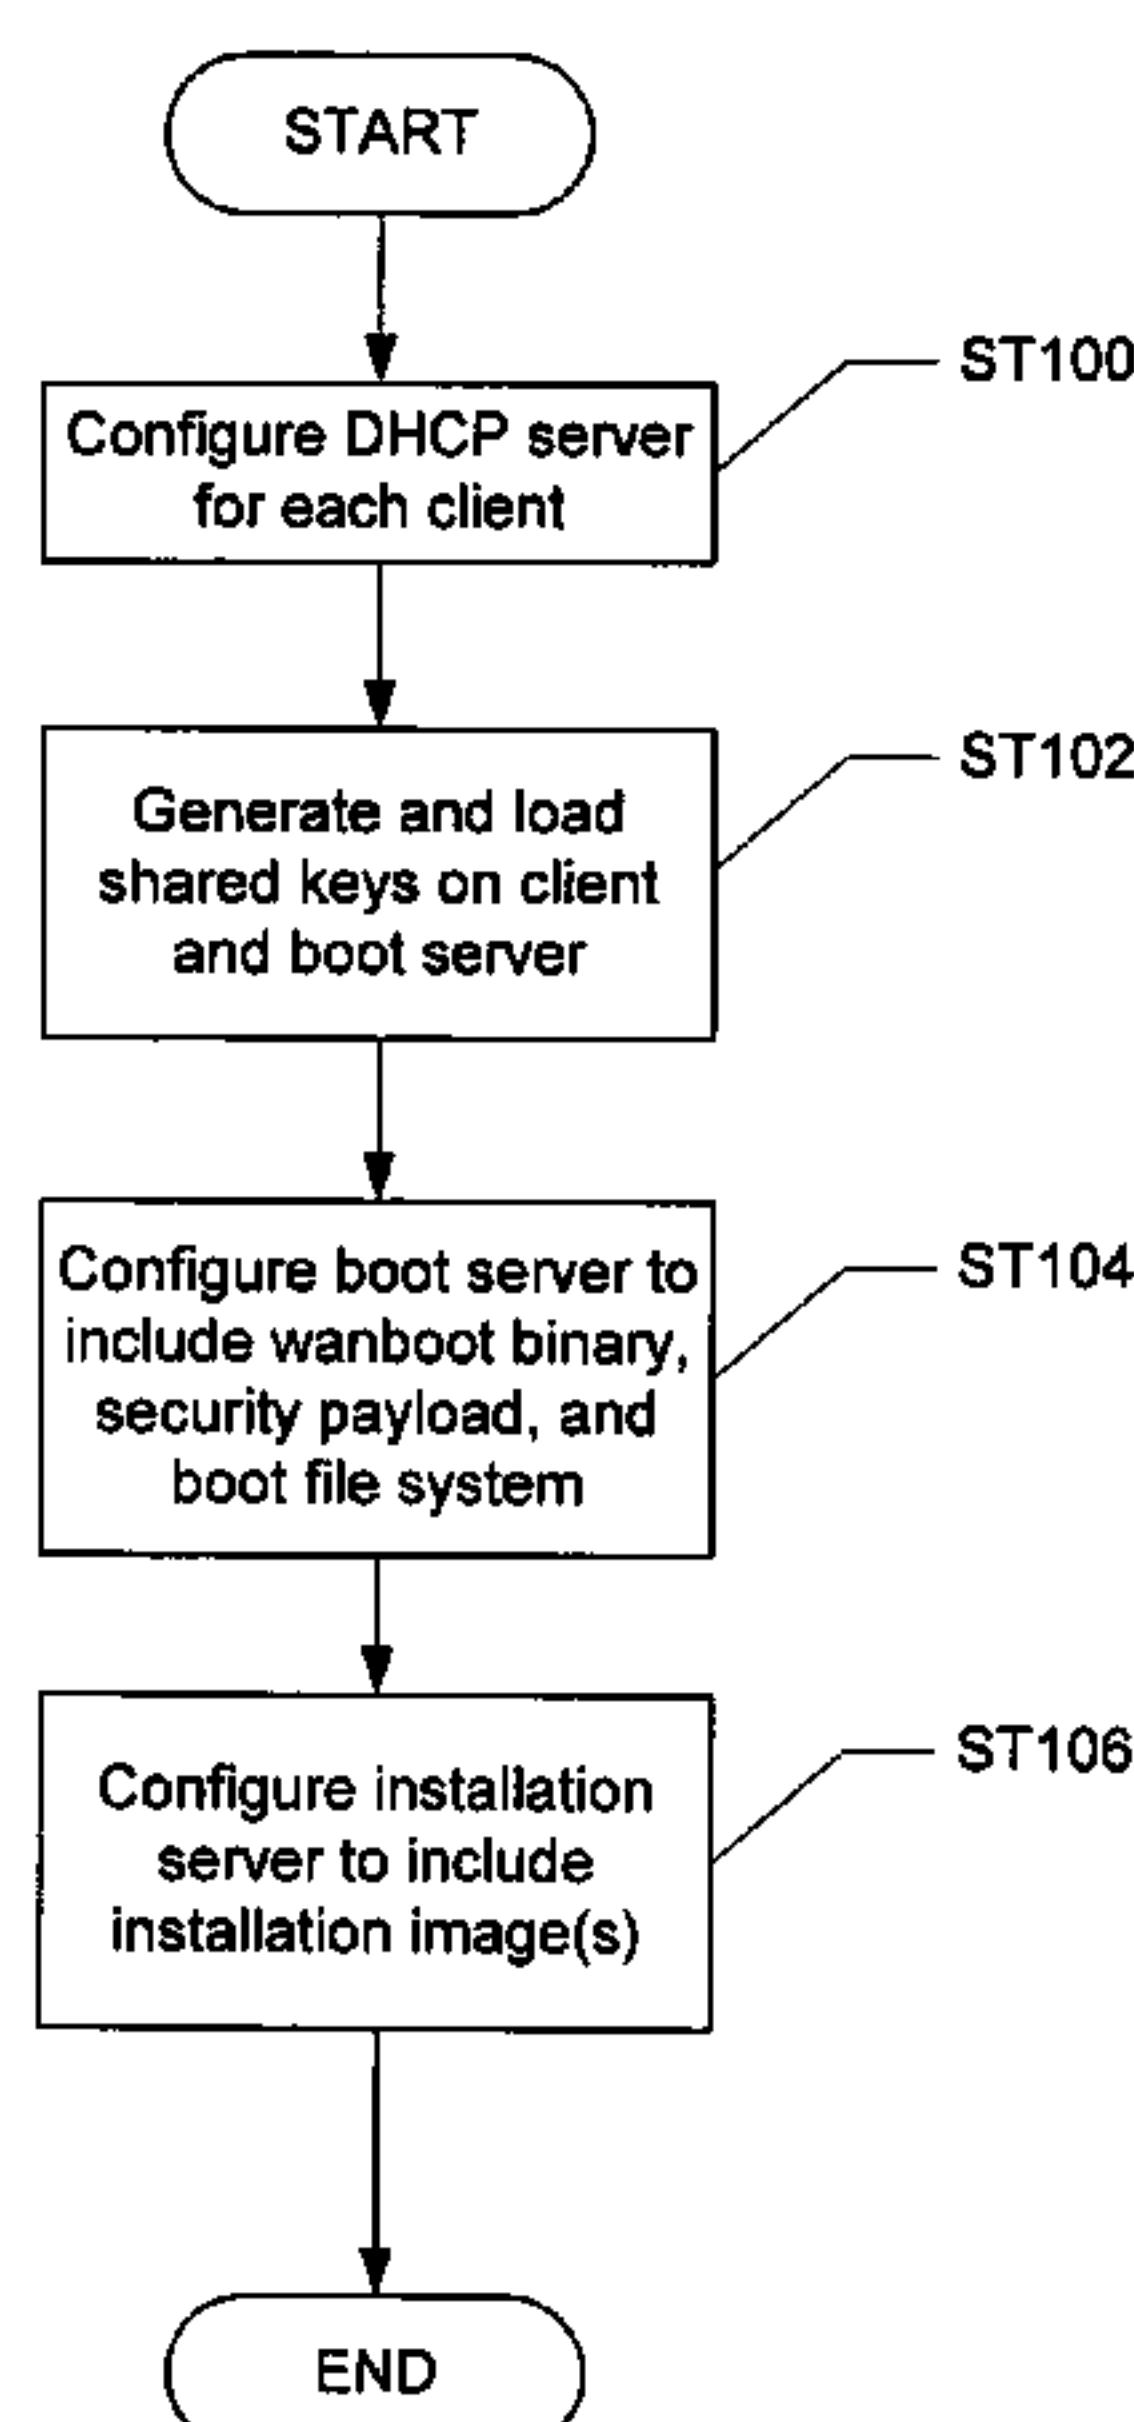 START
ST100
Configure DHCP server
for each client
ST102
Generate and load
shared keys on client
and boot server
ST104
Configure boot server to
include wanboot binary,
security payload, and
boot file system
ST106
Configure installation
server to include
installation image(s)
END